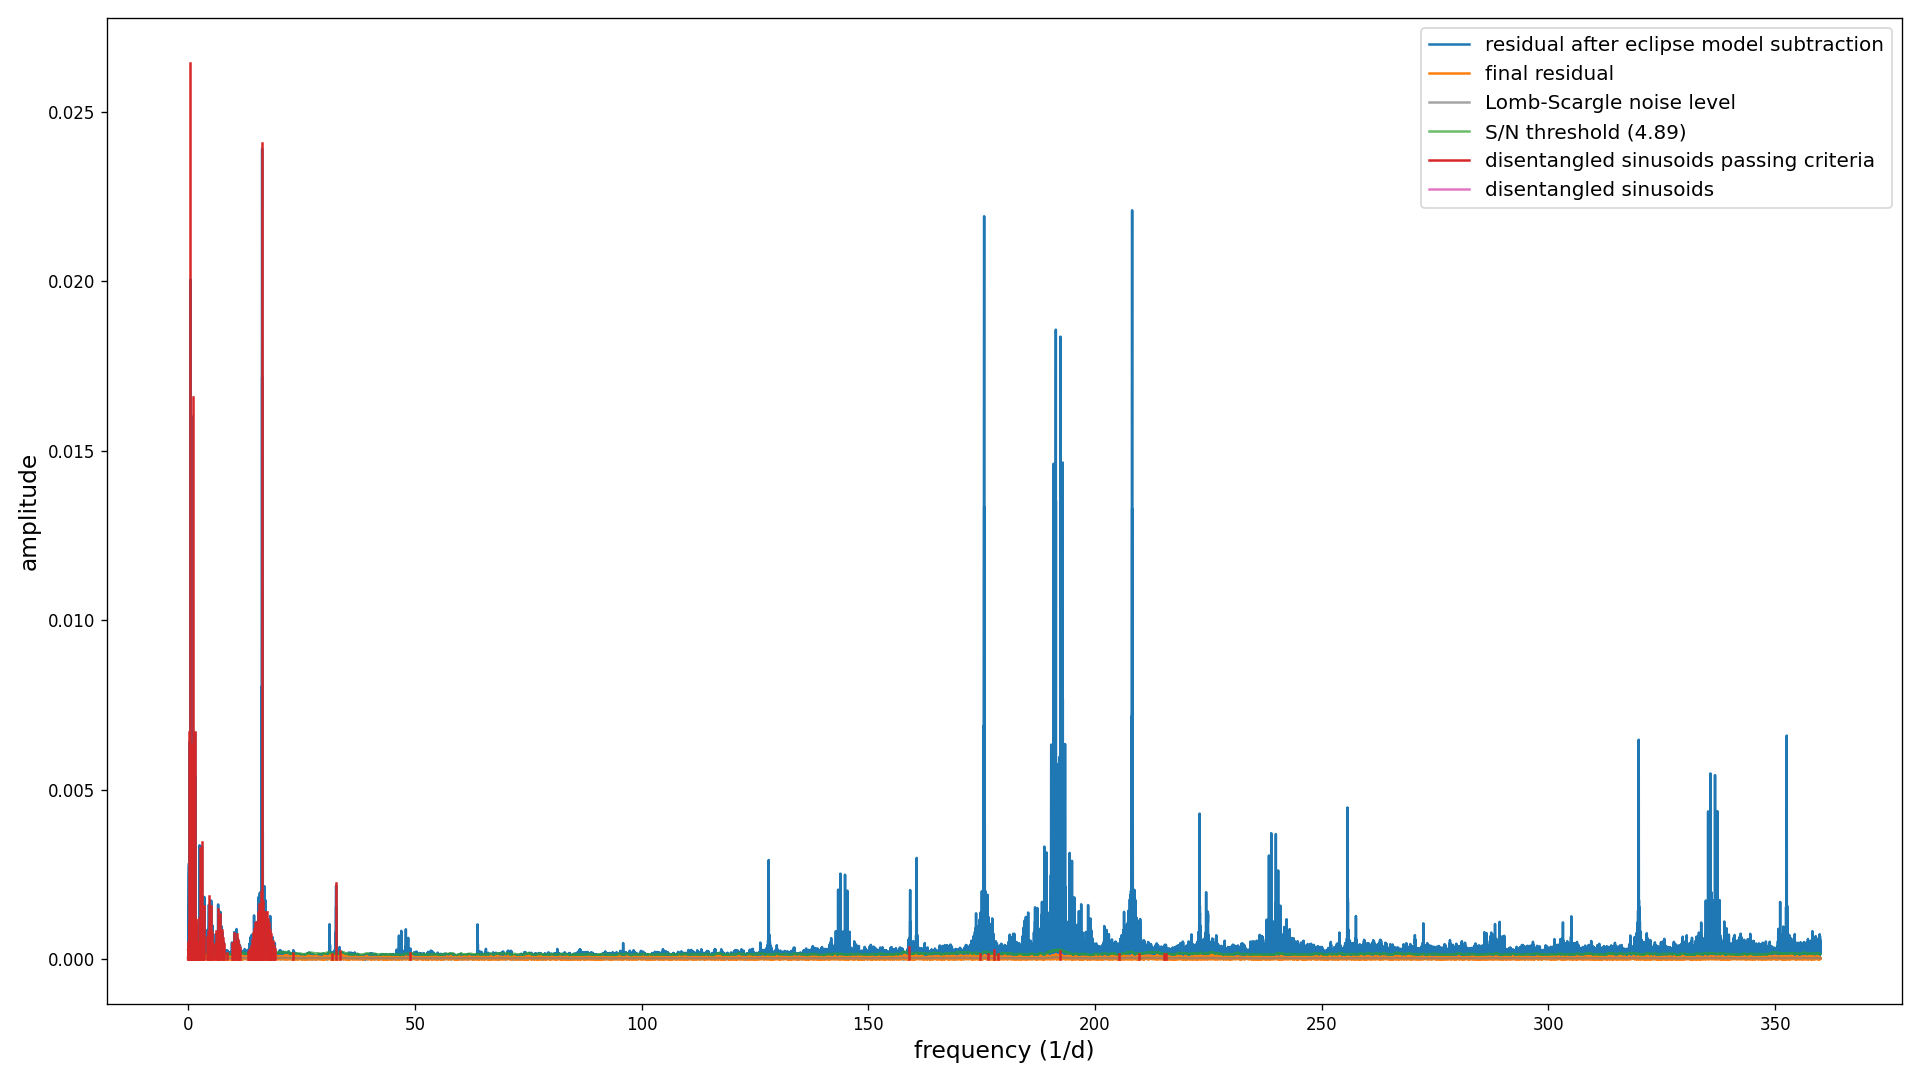 residual after eclipse model subtraction
final residual
Lomb-Scargle noise level
S/N threshold (4.89)
disentangled sinusoids passing criteria
disentangled sinusoids
0.025
0.020
0.015
0.010
0.005
0.000
amplitude
0 50 100 150 200 250 300 350
frequency (1/d)